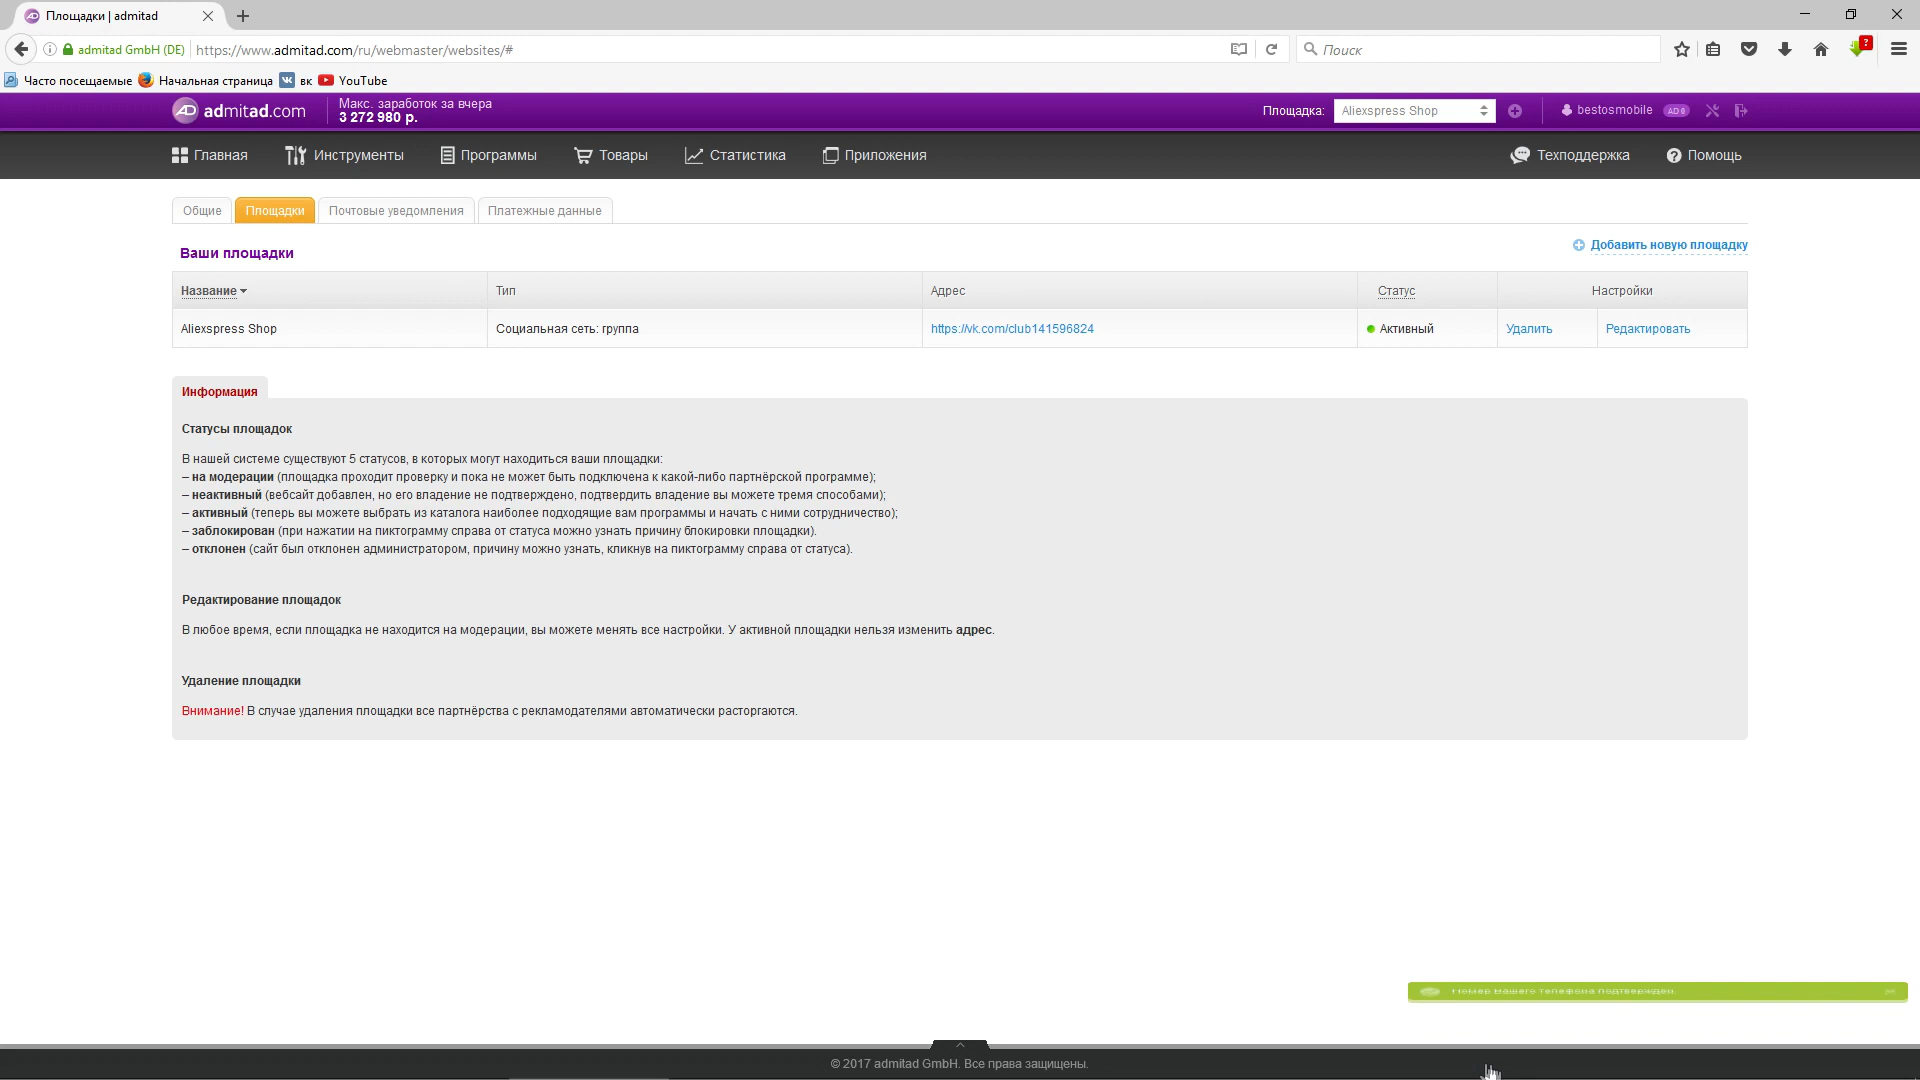 Площадки | admitad
admitad GmbH (DE)
https://www.admitad.com/ru/webmaster/websites/#
Поиск
?
Часто посещаемые
Начальная страница
вк
YouTube
admitad.com
Макс. заработок за вчера
3 272 980 р.
Площадка:
Aliexspress Shop
bestosmobile
AD 6
Главная
Инструменты
Программы
Товары
Статистика
Приложения
Техподдержка
Помощь
Общие
Площадки
Почтовые уведомления
Платежные данные
Ваши площадки
Добавить новую площадку
Название
Тип
Адрес
Статус
Настройки
Aliexspress Shop
Социальная сеть: группа
https://vk.com/club141596824
Активный
Удалить
Редактировать
Информация
Статусы площадок
В нашей системе существуют 5 статусов, в которых могут находиться ваши площадки:
– на модерации (площадка проходит проверку и пока не может быть подключена к какой-либо партнёрской программе);
– неактивный (вебсайт добавлен, но его владение не подтверждено, подтвердить владение вы можете тремя способами);
– активный (теперь вы можете выбрать из каталога наиболее подходящие вам программы и начать с ними сотрудничество);
– заблокирован (при нажатии на пиктограмму справа от статуса можно узнать причину блокировки площадки).
– отклонен (сайт был отклонен администратором, причину можно узнать, кликнув на пиктограмму справа от статуса).
Редактирование площадок
В любое время, если площадка не находится на модерации, вы можете менять все настройки. У активной площадки нельзя изменить адрес.
Удаление площадки
Внимание! В случае удаления площадки все партнёрства с рекламодателями автоматически расторгаются.
Номер Вашего телефона подтвержден.
© 2017 admitad GmbH. Все права защищены.